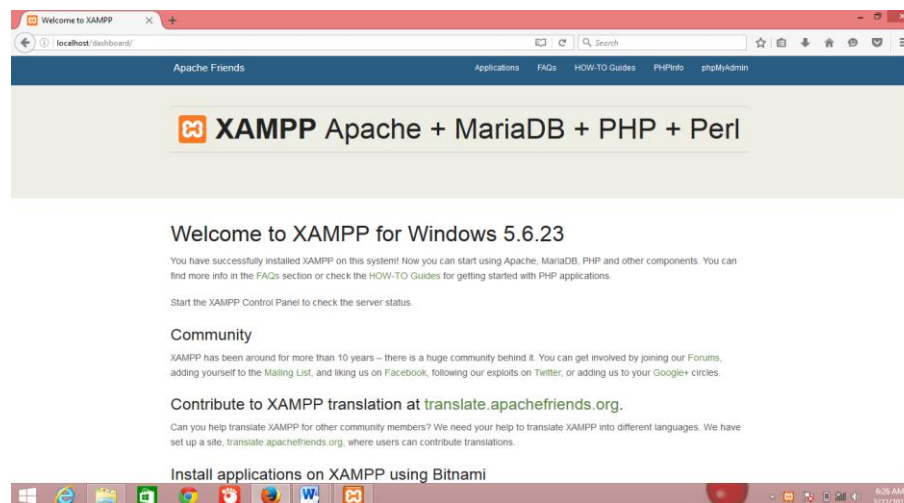 Welcome to XAMPP
localhost/dashboard/
Search
Apache Friends
Applications FAQs HOW-TO Guides PHPInfo phpMyAdmin
XAMPP Apache + MariaDB + PHP + Perl
Welcome to XAMPP for Windows 5.6.23
You have successfully installed XAMPP on this system! Now you can start using Apache, MariaDB, PHP and other components. You can
find more info in the FAQs section or check the HOW-TO Guides for getting started with PHP applications.
Start the XAMPP Control Panel to check the server status.
Community
XAMPP has been around for more than 10 years – there is a huge community behind it. You can get involved by joining our Forums,
adding yourself to the Mailing List, and liking us on Facebook, following our exploits on Twitter, or adding us to your Google+ circles.
Contribute to XAMPP translation at translate.apachefriends.org.
Can you help translate XAMPP for other community members? We need your help to translate XAMPP into different languages. We have
set up a site, translate.apachefriends.org, where users can contribute translations.
Install applications on XAMPP using Bitnami
6:26 AM